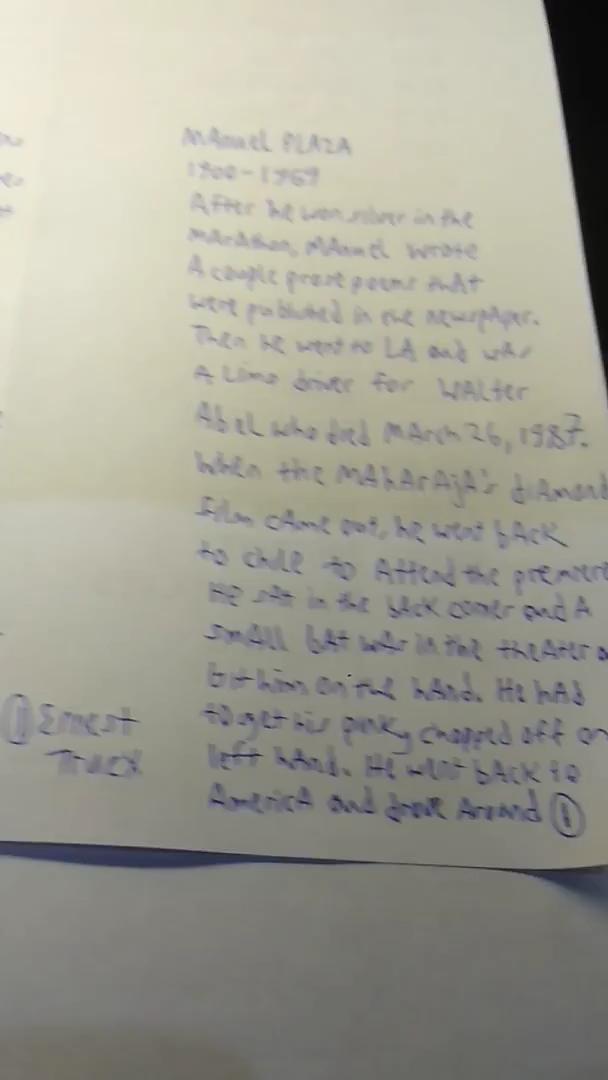 MAnuel PLAZA
1900-1969
After he won silver in the
mArAthon, MAnuel wrote
A couple prose poems that
were published in the newspAper.
Then he went to LA and wAs
A Limo driver for WALter
Abel who died MArch 26, 1987.
When the MAhArAjA's diAmond
film cAme out, he went bAck
to chile to Attend the premiere
He sAt in the bAck corner and A
smAll bAt wAs in the theAter
bit him on the hAnd. He hAd
to get his pinky chopped off on
left hAnd. He went bAck to
AmericA and drove Around ①
① Ernest
Truex